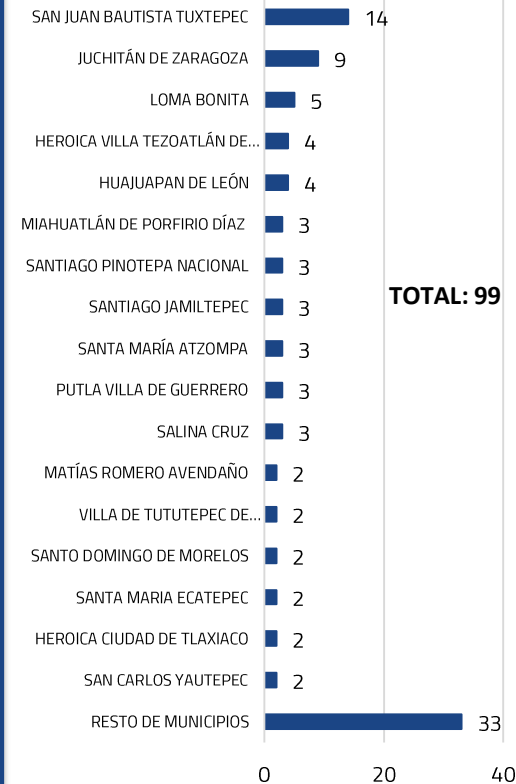 SAN JUAN BAUTISTA TUXTEPEC 14
JUCHITÁN DE ZARAGOZA 9
LOMA BONITA 5
HEROICA VILLA TEZOATLÁN DE... 4
HUAJUAPAN DE LEÓN 4
MIAHUATLÁN DE PORFIRIO DÍAZ 3
SANTIAGO PINOTEPA NACIONAL 3
TOTAL: 99
SANTIAGO JAMILTEPEC 3
SANTA MARÍA ATZOMPA 3
PUTLA VILLA DE GUERRERO 3
SALINA CRUZ 3
MATÍAS ROMERO AVENDAÑO 2
VILLA DE TUTUTEPEC DE... 2
SANTO DOMINGO DE MORELOS 2
SANTA MARIA ECATEPEC 2
HEROICA CIUDAD DE TLAXIACO 2
SAN CARLOS YAUTEPEC 2
RESTO DE MUNICIPIOS 33
0 20 40